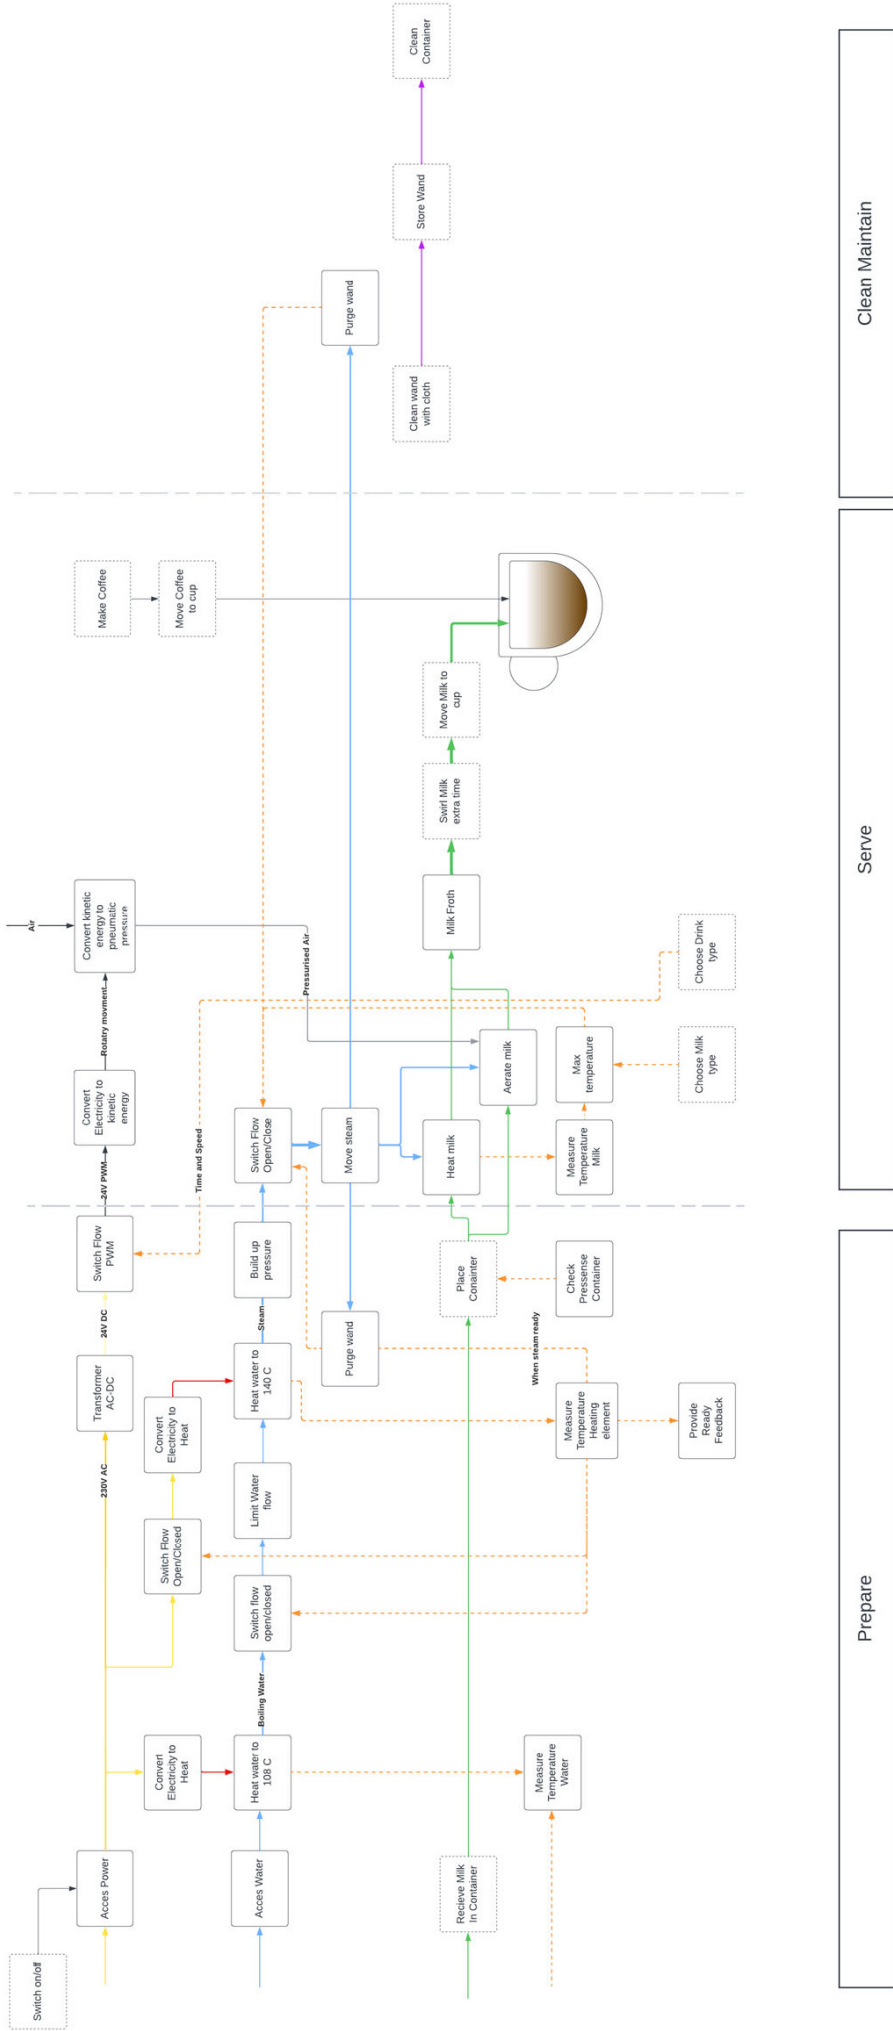 Switch on/off
Acces Power
230V AC
Transformer
AC-DC
24V DC
Switch Flow
PWM
24V PWM
Convert
Electricity to
kinetic
energy
Rotatry movment
Convert kinetic
energy to
pneumatic
pressure
Air
Make Coffee
Move Coffee
to cup
Convert
Electricity to
Heat
Switch Flow
Open/Clcsed
Convert
Electricity to
Heat
Time and Speed
Acces Water
Heat water to
108 C
Boiling Water
Switch flow
open/closed
Limit Water
flow
Heat water to
140 C
Steam
Build up
pressure
Switch Flow
Open/Close
Pressurised Air
Purge wand
Move steam
Purge wand
Recieve Milk
In Container
Place
Conainter
Heat milk
Aerate milk
Milk Froth
Swirl Milk
extra time
Move Milk to
cup
Clean wand
with cloth
Store Wand
Clean
Container
When steam ready
Measure
Temperature
Water
Measure
Temperature
Heating
element
Check
Pressense
Container
Measure
Temperature
Milk
Max
temperature
Provide
Ready
Feedback
Choose Milk
type
Choose Drink
type
Prepare
Serve
Clean Maintain